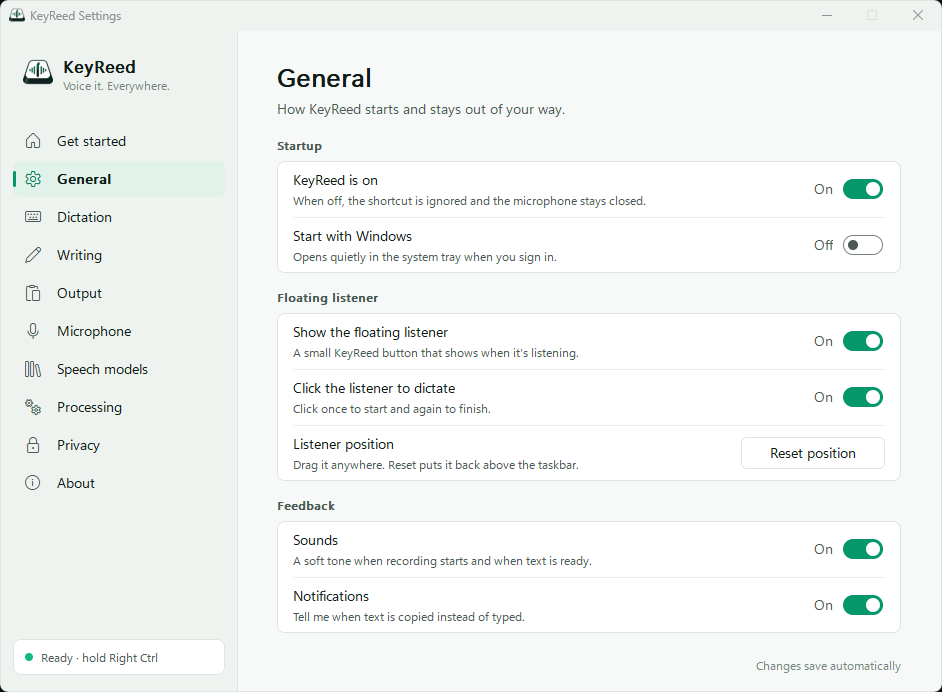 KeyReed Settings
KeyReed
Voice it. Everywhere.
Get started
General
Dictation
Writing
Output
Microphone
Speech models
Processing
Privacy
About
Ready · hold Right Ctrl
General
How KeyReed starts and stays out of your way.
Startup
KeyReed is on
When off, the shortcut is ignored and the microphone stays closed.
On
Start with Windows
Opens quietly in the system tray when you sign in.
Off
Floating listener
Show the floating listener
A small KeyReed button that shows when it's listening.
On
Click the listener to dictate
Click once to start and again to finish.
On
Listener position
Drag it anywhere. Reset puts it back above the taskbar.
Reset position
Feedback
Sounds
A soft tone when recording starts and when text is ready.
On
Notifications
Tell me when text is copied instead of typed.
On
Changes save automatically